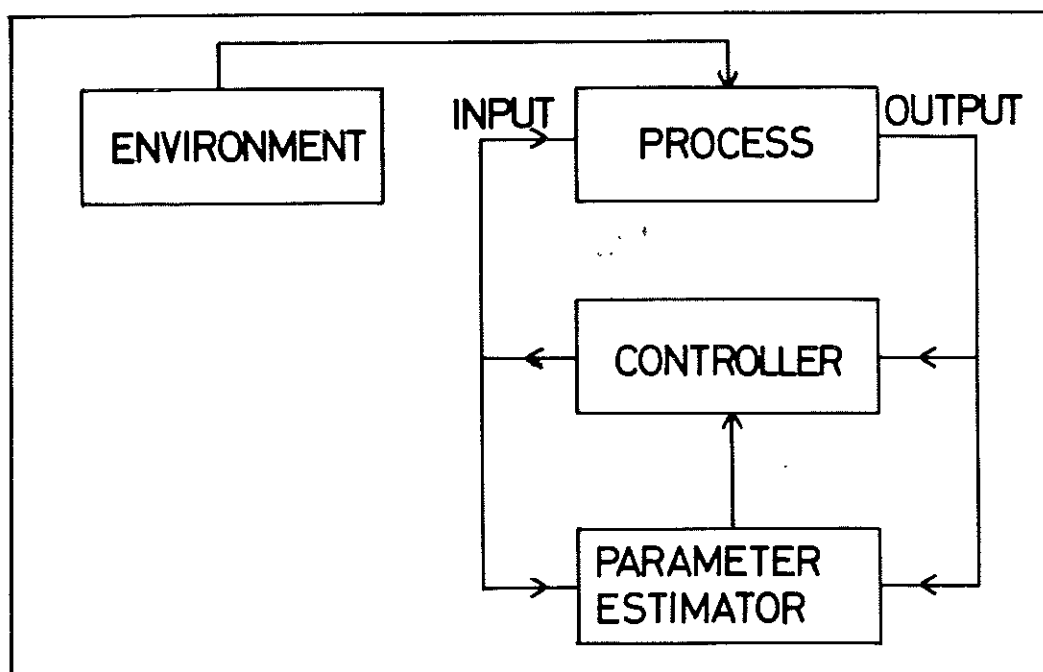 ENVIRONMENT
INPUT
PROCESS
OUTPUT
CONTROLLER
PARAMETER
ESTIMATOR